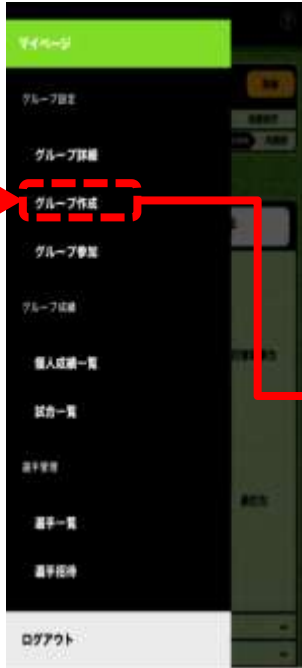 マイページ
グループ設定
グループ詳細
グループ作成
グループ参加
グループ成績
個人成績一覧
試合一覧
選手管理
選手一覧
選手招待
ログアウト